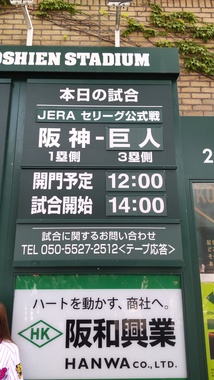 OSHIEN STADIUM
本日の試合
JERA セリーグ公式戦
阪神-巨人
1塁側 3塁側
開門予定 12:00
試合開始 14:00
試合に関するお問い合わせ
TEL 050-5527-2512<テープ応答>
2
ハートを動かす、商社へ。
HK 阪和興業
HANWA CO., LTD.